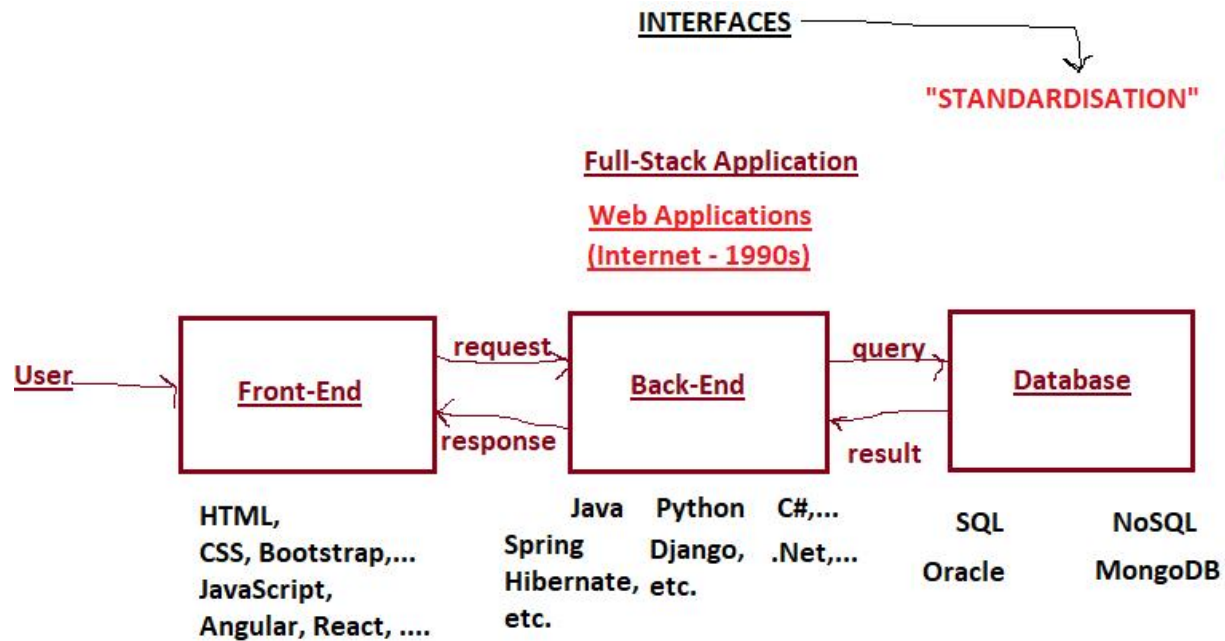 INTERFACES
"STANDARDISATION"
Full-Stack Application
Web Applications
(Internet - 1990s)
User
Front-End
request
response
Back-End
query
result
Database
HTML,
CSS, Bootstrap,...
JavaScript,
Angular, React, ....
Java
Spring
Hibernate,
etc.
Python
Django,
etc.
C#,...
.Net,...
SQL
Oracle
NoSQL
MongoDB